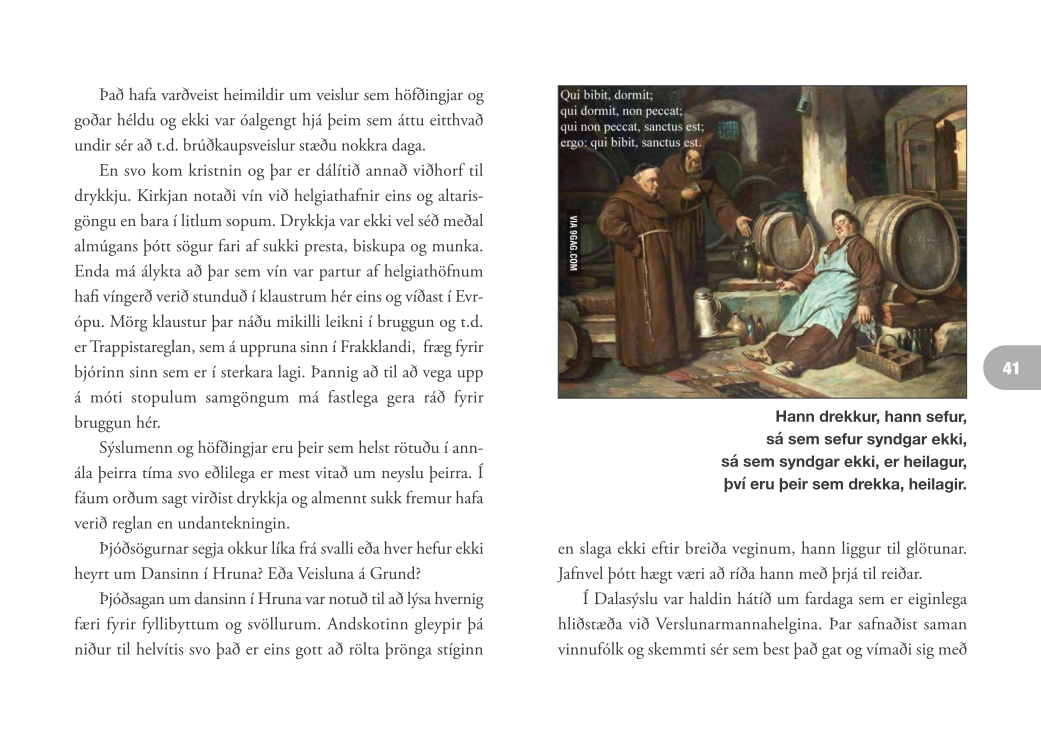 Það hafa varðveist heimildir um veislur sem höfðingjar og
goðar héldu og ekki var óalgengt hjá þeim sem áttu eitthvað
undir sér að t.d. brúðkaupsveislur stæðu nokkra daga.
En svo kom kristnin og þar er dálítið annað viðhorf til
drykkju. Kirkjan notaði vín við helgiathafnir eins og altaris-
göngu en bara í litlum sopum. Drykkja var ekki vel séð meðal
almúgans þótt sögur fari af sukki presta, biskupa og munka.
Enda má álykta að þar sem vín var partur af helgiathöfnum
hafi víngerð verið stunduð í klaustrum hér eins og víðast í Evr-
ópu. Mörg klaustur þar náðu mikilli leikni í bruggun og t.d.
er Trappistareglan, sem á uppruna sinn í Frakklandi, fræg fyrir
bjórinn sinn sem er í sterkara lagi. Þannig að til að vega upp
á móti stopulum samgöngum má fastlega gera ráð fyrir
bruggun hér.
Sýslumenn og höfðingjar eru þeir sem helst rötuðu í ann-
ála þeirra tíma svo eðlilega er mest vitað um neyslu þeirra. Í
fáum orðum sagt virðist drykkja og almennt sukk fremur hafa
verið reglan en undantekningin.
Þjóðsögurnar segja okkur líka frá svalli eða hver hefur ekki
heyrt um Dansinn í Hruna? Eða Veisluna á Grund?
Þjóðsagan um dansinn í Hruna var notuð til að lýsa hvernig
færi fyrir fyllibyttum og svöllurum. Andskotinn gleypir þá
niður til helvítis svo það er eins gott að rölta þrönga stíginn
Qui bibit, dormit;
qui dormit, non peccat;
qui non peccat, sanctus est;
ergo: qui bibit, sanctus est.
VIA 9GAG.COM
Hann drekkur, hann sefur,
sá sem sefur syndgar ekki,
sá sem syndgar ekki, er heilagur,
því eru þeir sem drekka, heilagir.
en slaga ekki eftir breiða veginum, hann liggur til glötunar.
Jafnvel þótt hægt væri að ríða hann með þrjá til reiðar.
Í Dalasýslu var haldin hátíð um fardaga sem er eiginlega
hliðstæða við Verslunarmannahelgina. Þar safnaðist saman
vinnufólk og skemmti sér sem best það gat og vímaði sig með
41